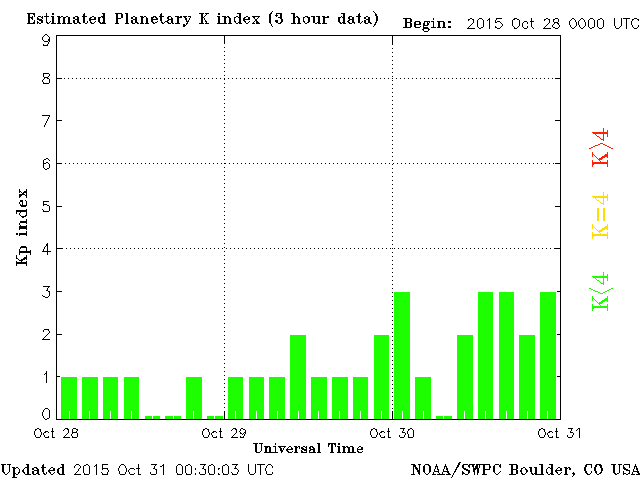 Estimated Planetary K index (3 hour data)
Begin: 2015 Oct 28 0000 UTC
9
8
7
6
5
4
3
2
1
0
Kp index
K>4
K=4
K<4
Oct 28
Oct 29
Oct 30
Oct 31
Universal Time
Updated 2015 Oct 31 00:30:03 UTC
NOAA/SWPC Boulder, CO USA